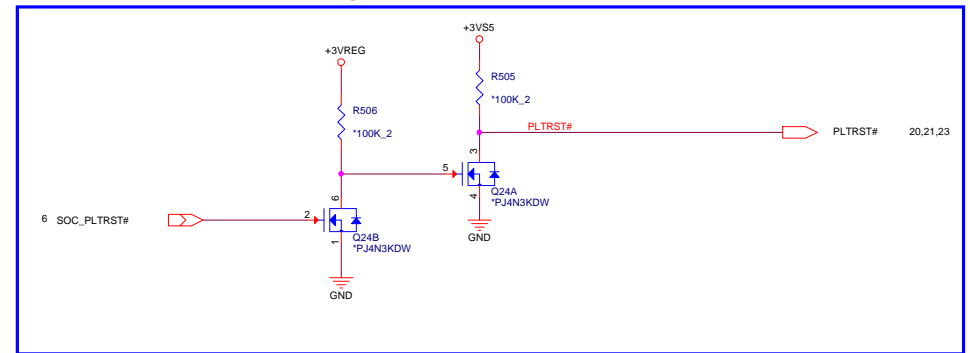 +3VS5
+3VREG
R505
*100K_2
R506
*100K_2
PLTRST#
PLTRST# 20,21,23
3
5
Q24A
*PJ4N3KDW
4
GND
6
6 SOC_PLTRST#
2
Q24B
*PJ4N3KDW
1
GND